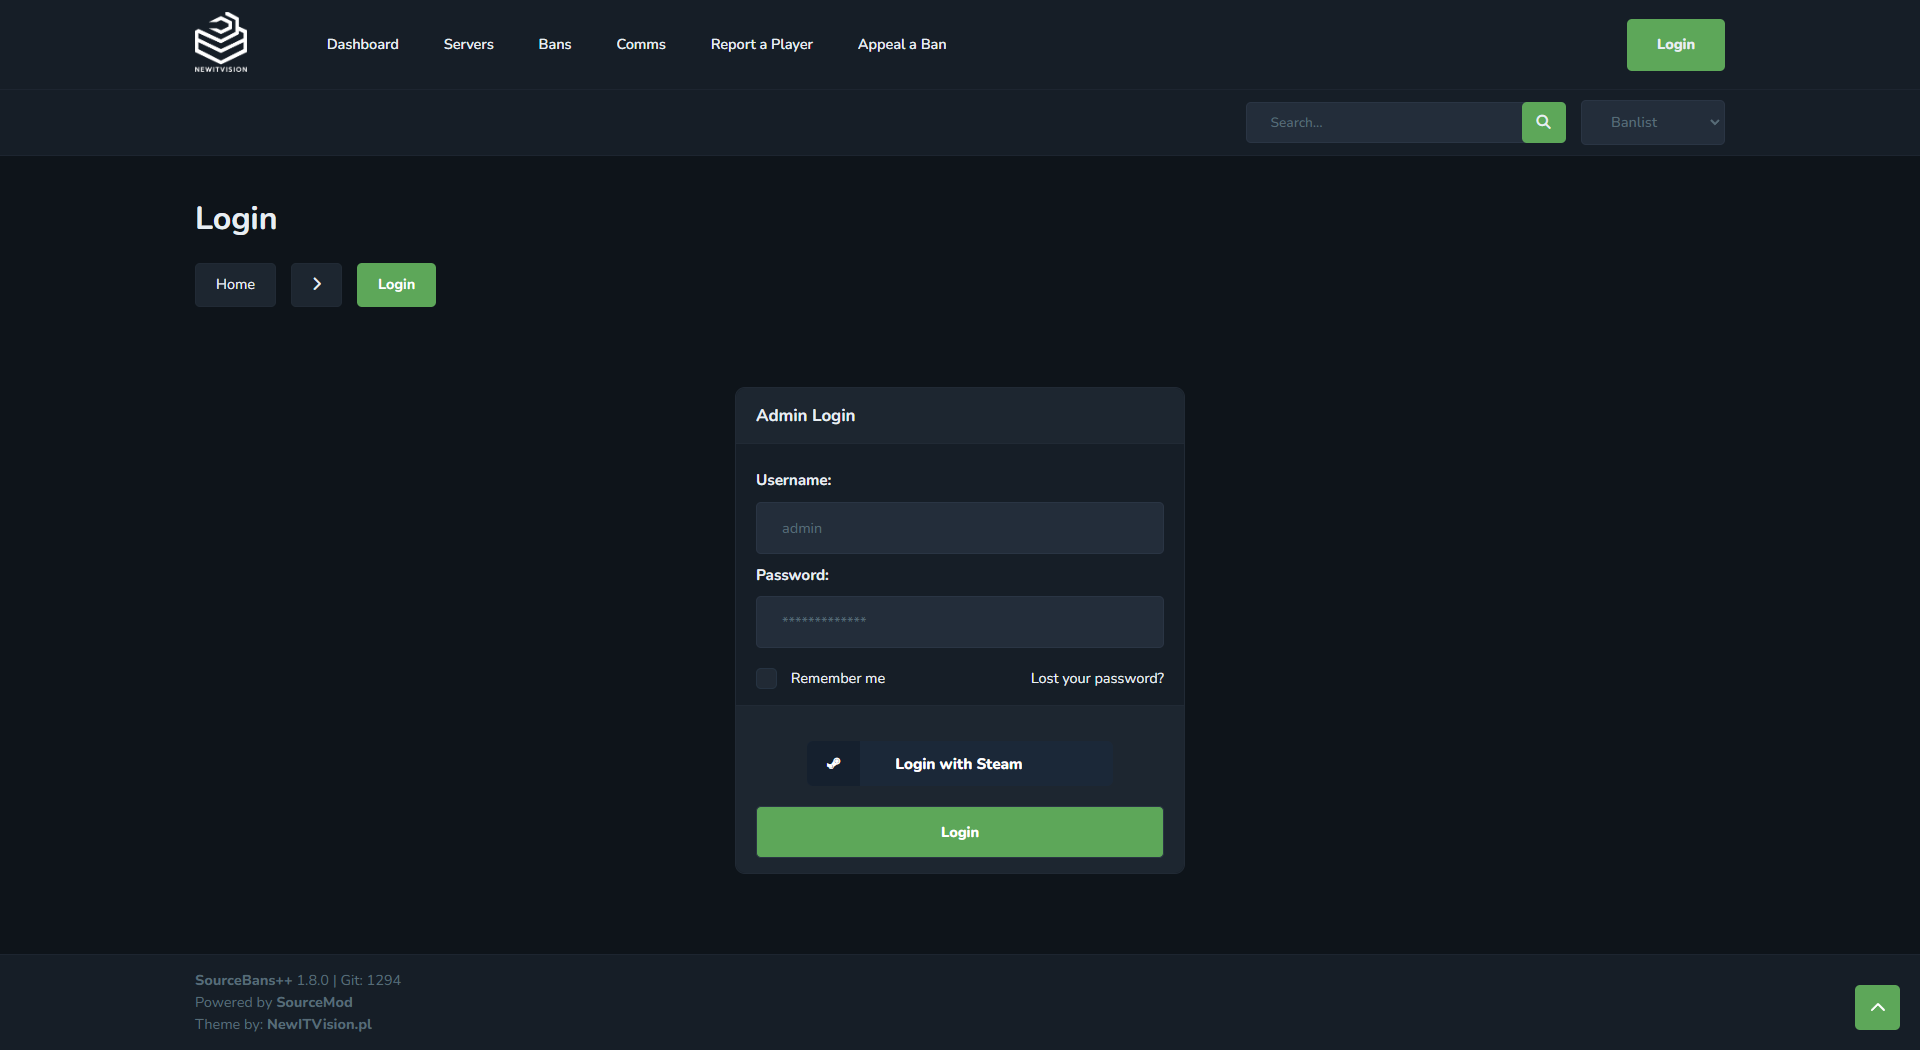 NEWITVISION
Dashboard Servers Bans Comms Report a Player Appeal a Ban Login
Search... Banlist
Login
Home Login
Admin Login
Username:
admin
Password:
*************
Remember me Lost your password?
Login with Steam
Login
SourceBans++ 1.8.0 | Git: 1294
Powered by SourceMod
Theme by: NewITVision.pl